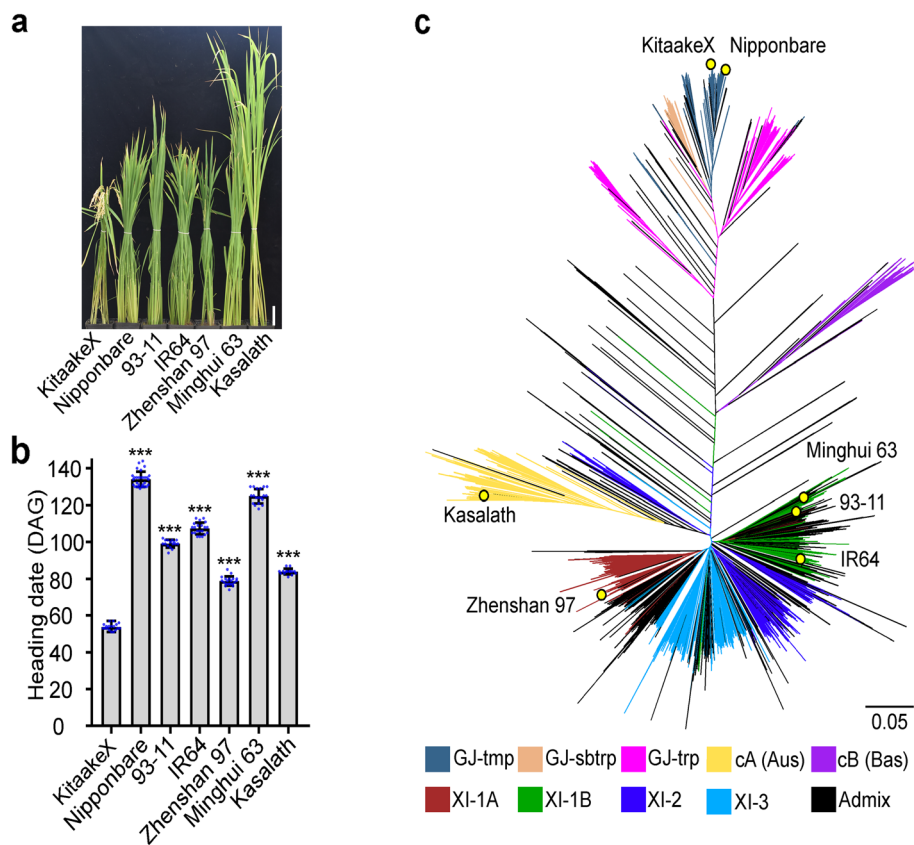 a
KitaakeX
Nipponbare
93-11
IR64
Zhenshan 97
Minghui 63
Kasalath
b
Heading date (DAG)
140
120
100
80
60
40
20
0
***
***
***
***
***
***
KitaakeX
Nipponbare
93-11
IR64
Zhenshan 97
Minghui 63
Kasalath
c
KitaakeX Nipponbare
Minghui 63
93-11
IR64
Kasalath
Zhenshan 97
0.05
GJ-tmp GJ-sbtrp GJ-trp cA (Aus) cB (Bas)
XI-1A XI-1B XI-2 XI-3 Admix